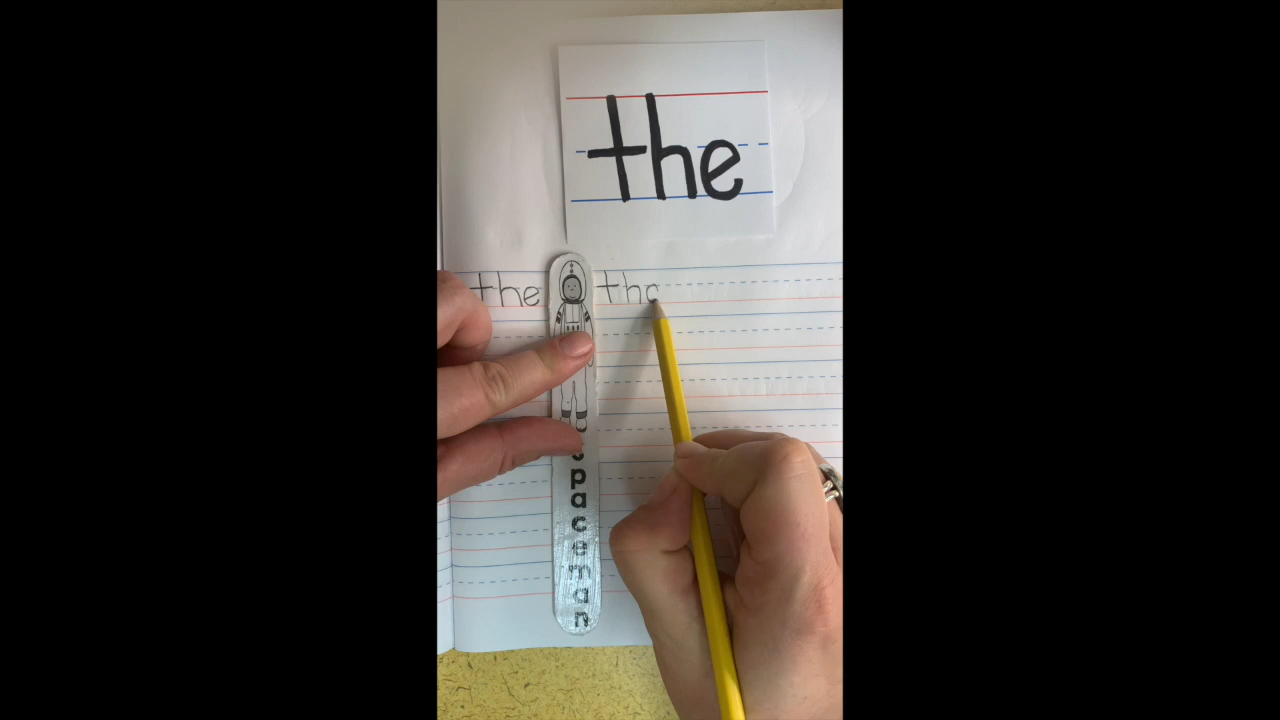 the
the the
spaceman